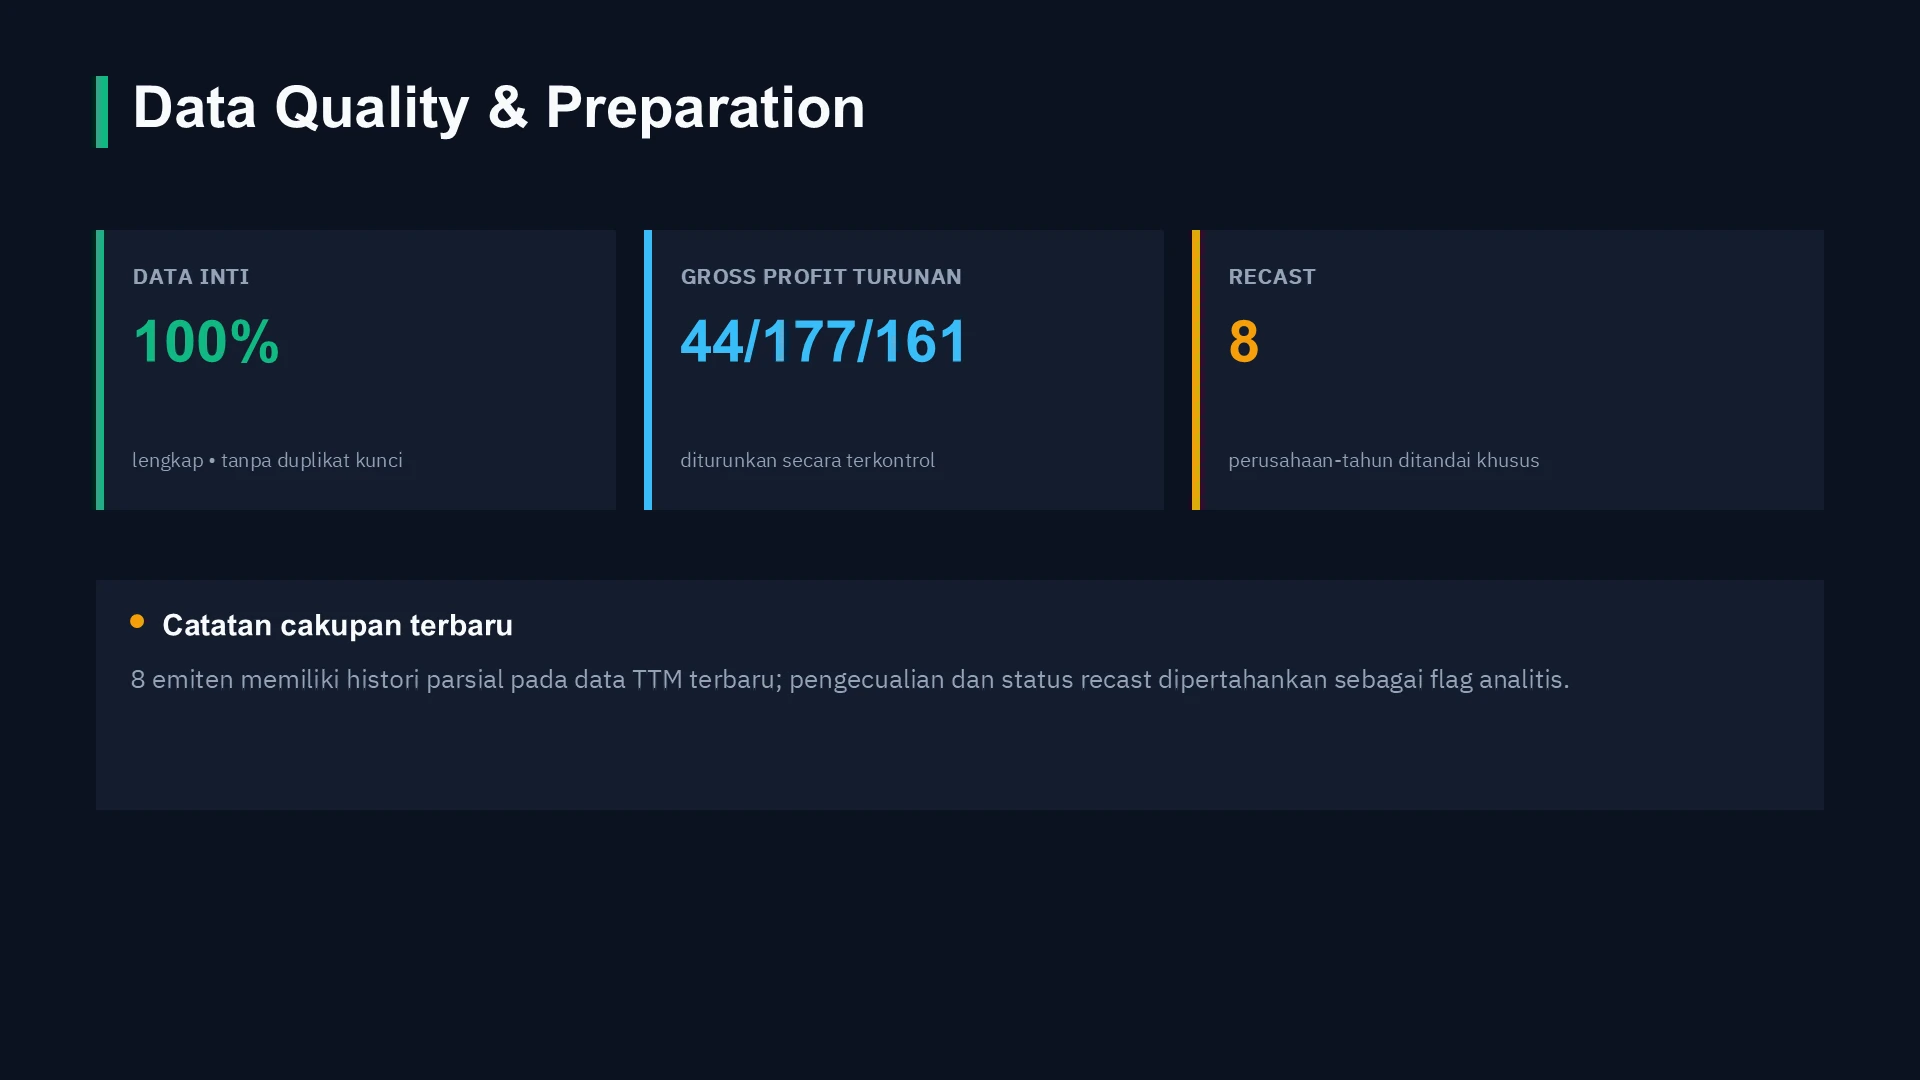 Data Quality & Preparation
DATA INTI
100%
lengkap • tanpa duplikat kunci
GROSS PROFIT TURUNAN
44/177/161
diturunkan secara terkontrol
RECAST
8
perusahaan-tahun ditandai khusus
Catatan cakupan terbaru
8 emiten memiliki histori parsial pada data TTM terbaru; pengecualian dan status recast dipertahankan sebagai flag analitis.